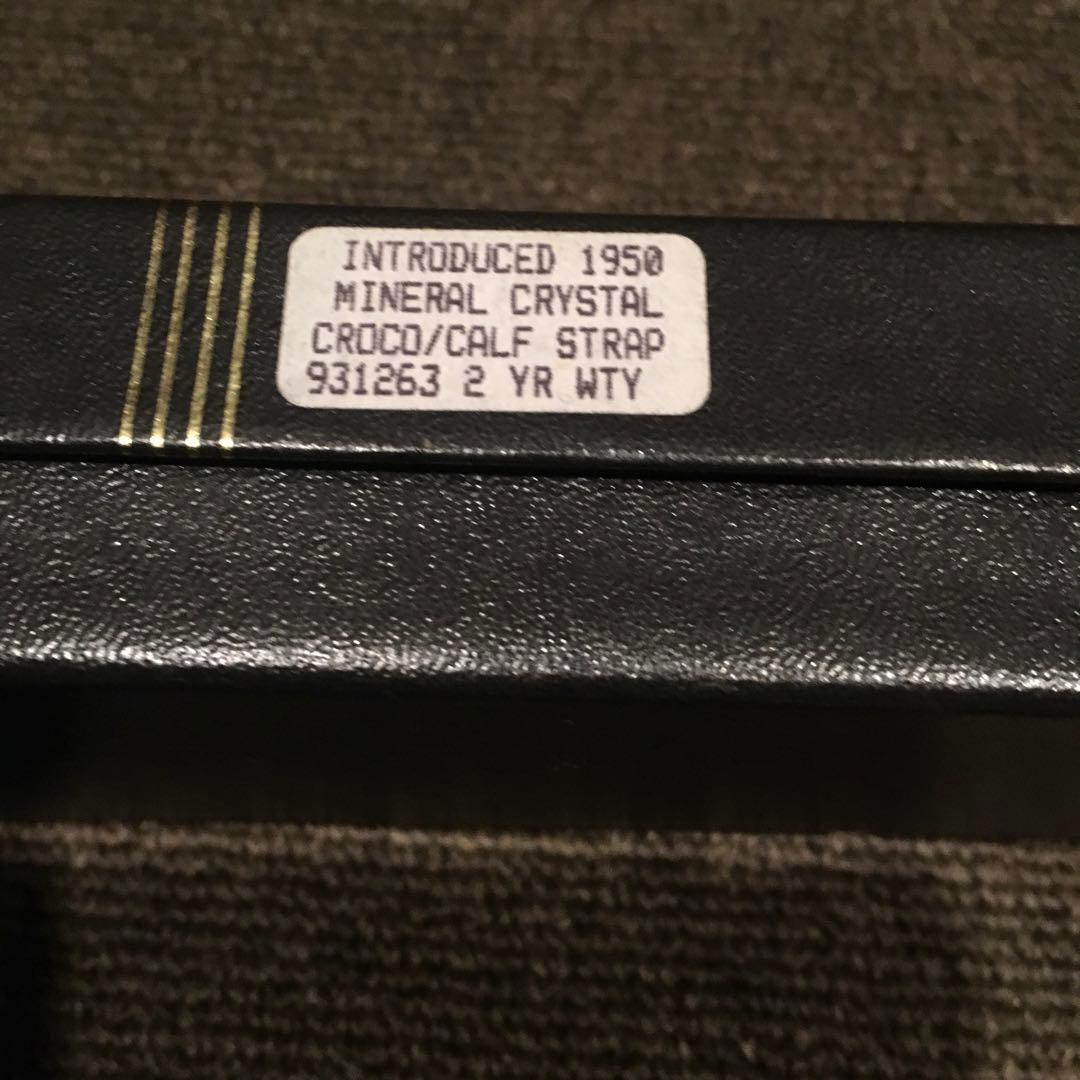 INTRODUCED 1950
MINERAL CRYSTAL
CROCO/CALF STRAP
931263 2 YR WTY